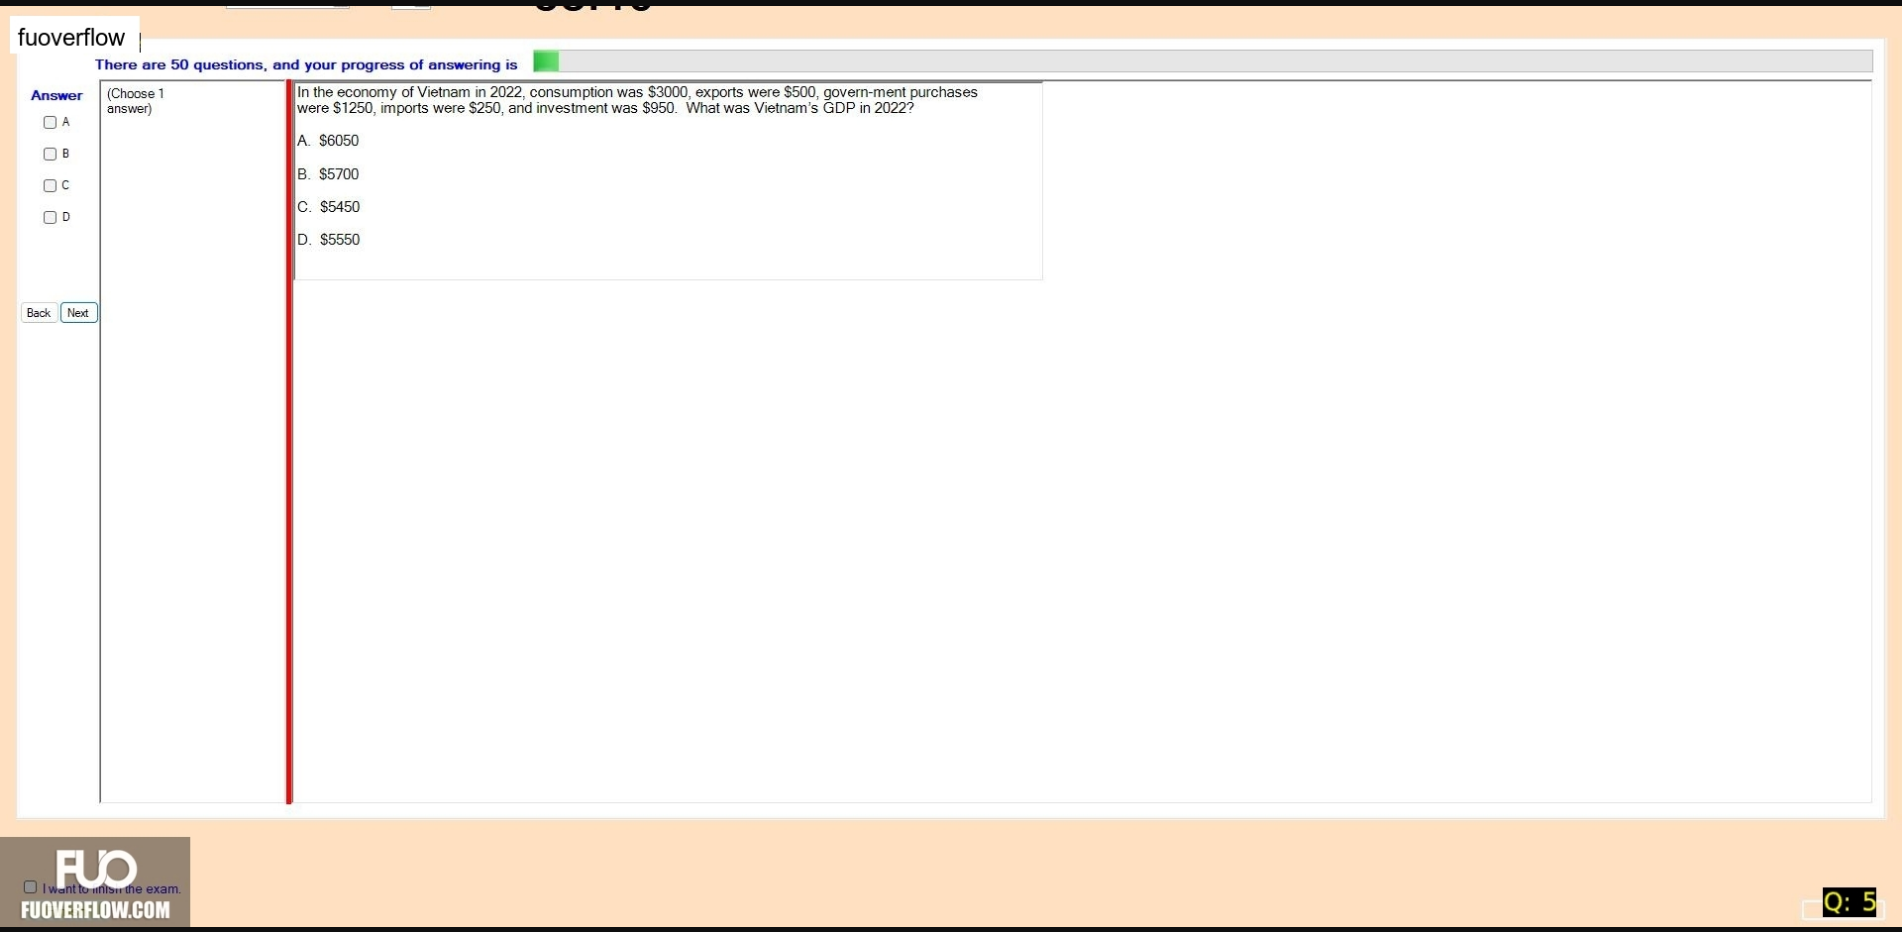 fuoverflow
There are 50 questions, and your progress of answering is
Answer
(Choose 1
answer)
A
B
C
D
Back Next
In the economy of Vietnam in 2022, consumption was $3000, exports were $500, govern-ment purchases
were $1250, imports were $250, and investment was $950.  What was Vietnam's GDP in 2022?
A. $6050
B. $5700
C. $5450
D. $5550
FUO
I want to finish the exam.
FUOVERFLOW.COM
Q: 5